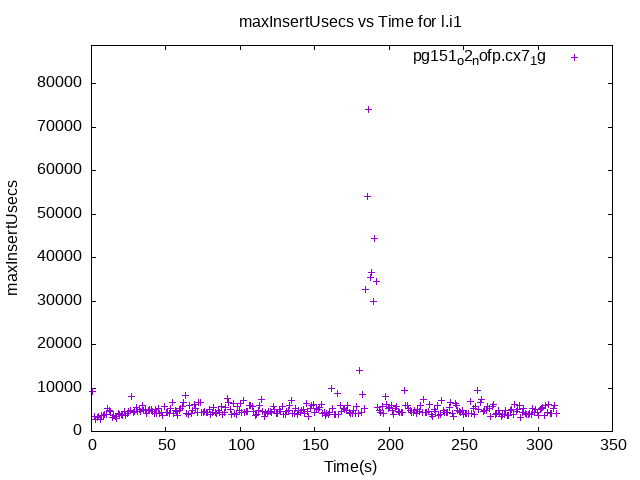 maxInsertUsecs vs Time for l.i1
pg151o2nofp.cx71g
80000
70000
60000
50000
40000
30000
20000
10000
0
maxInsertUsecs
0 50 100 150 200 250 300 350
Time(s)